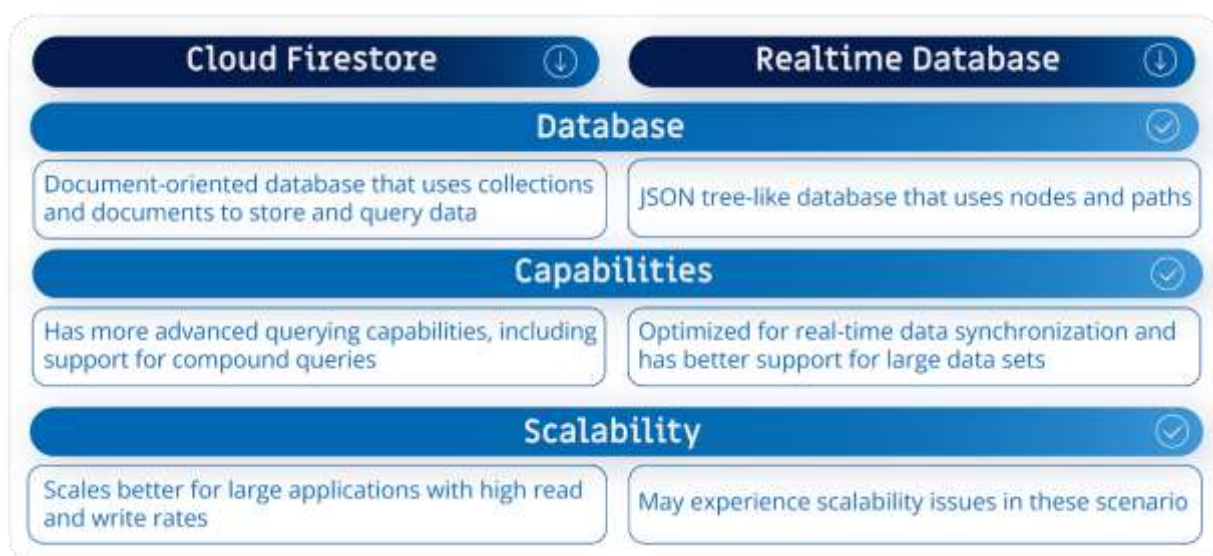 Cloud Firestore
Realtime Database
Database
Document-oriented database that uses collections
and documents to store and query data
JSON tree-like database that uses nodes and paths
Capabilities
Has more advanced querying capabilities, including
support for compound queries
Optimized for real-time data synchronization and
has better support for large data sets
Scalability
Scales better for large applications with high read
and write rates
May experience scalability issues in these scenario